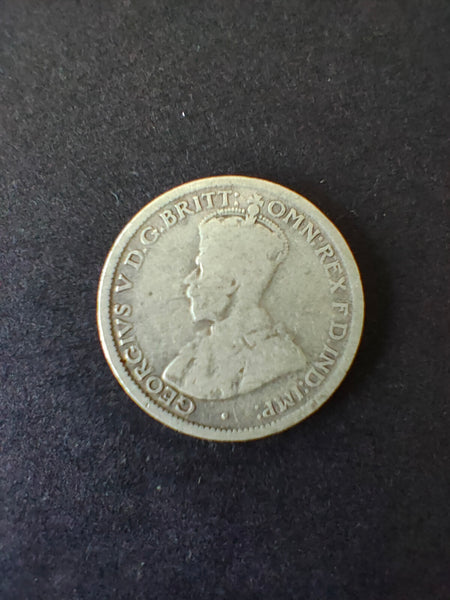 GEORGIVS V D.G.BRITT: OMN:REX F.D.IND:IMP: